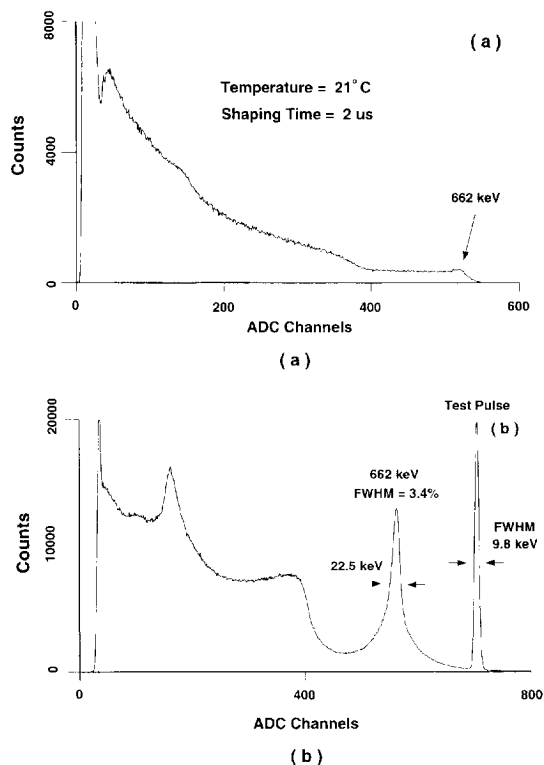 8000
( a )
Temperature = 21°C
Shaping Time = 2 us
Counts
4000
662 keV
0
0
200
400
600
ADC Channels
( a )
20000
Test Pulse
( b )
662 keV
FWHM = 3.4%
Counts
10000
FWHM
9.8 keV
22.5 keV
0
0
400
800
ADC Channels
( b )